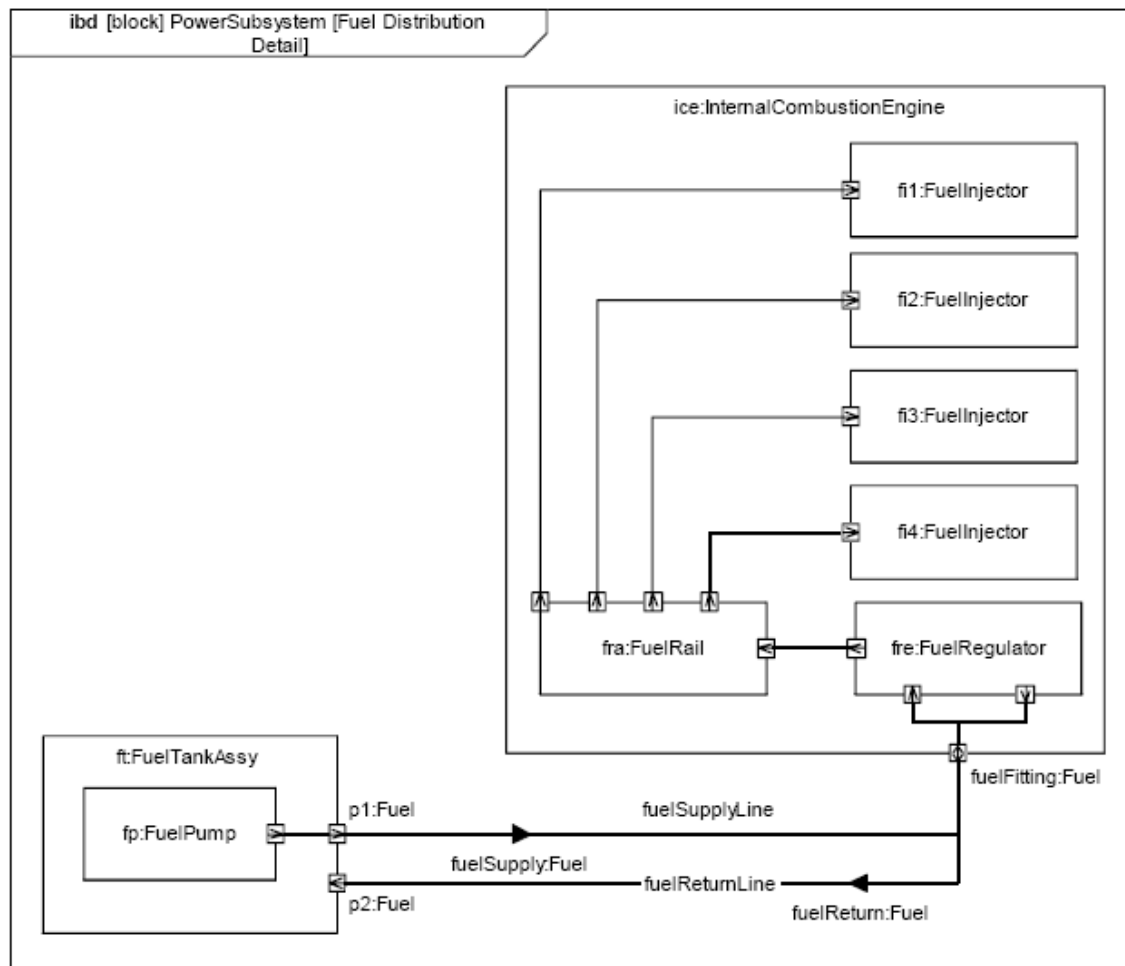 ibd [block] PowerSubsystem [Fuel Distribution
Detail]
ice:InternalCombustionEngine
fi1:FuelInjector
fi2:FuelInjector
fi3:FuelInjector
fi4:FuelInjector
fra:FuelRail
fre:FuelRegulator
ft:FuelTankAssy
fuelFitting:Fuel
p1:Fuel
fuelSupplyLine
fp:FuelPump
fuelSupply:Fuel
fuelReturnLine
p2:Fuel
fuelReturn:Fuel